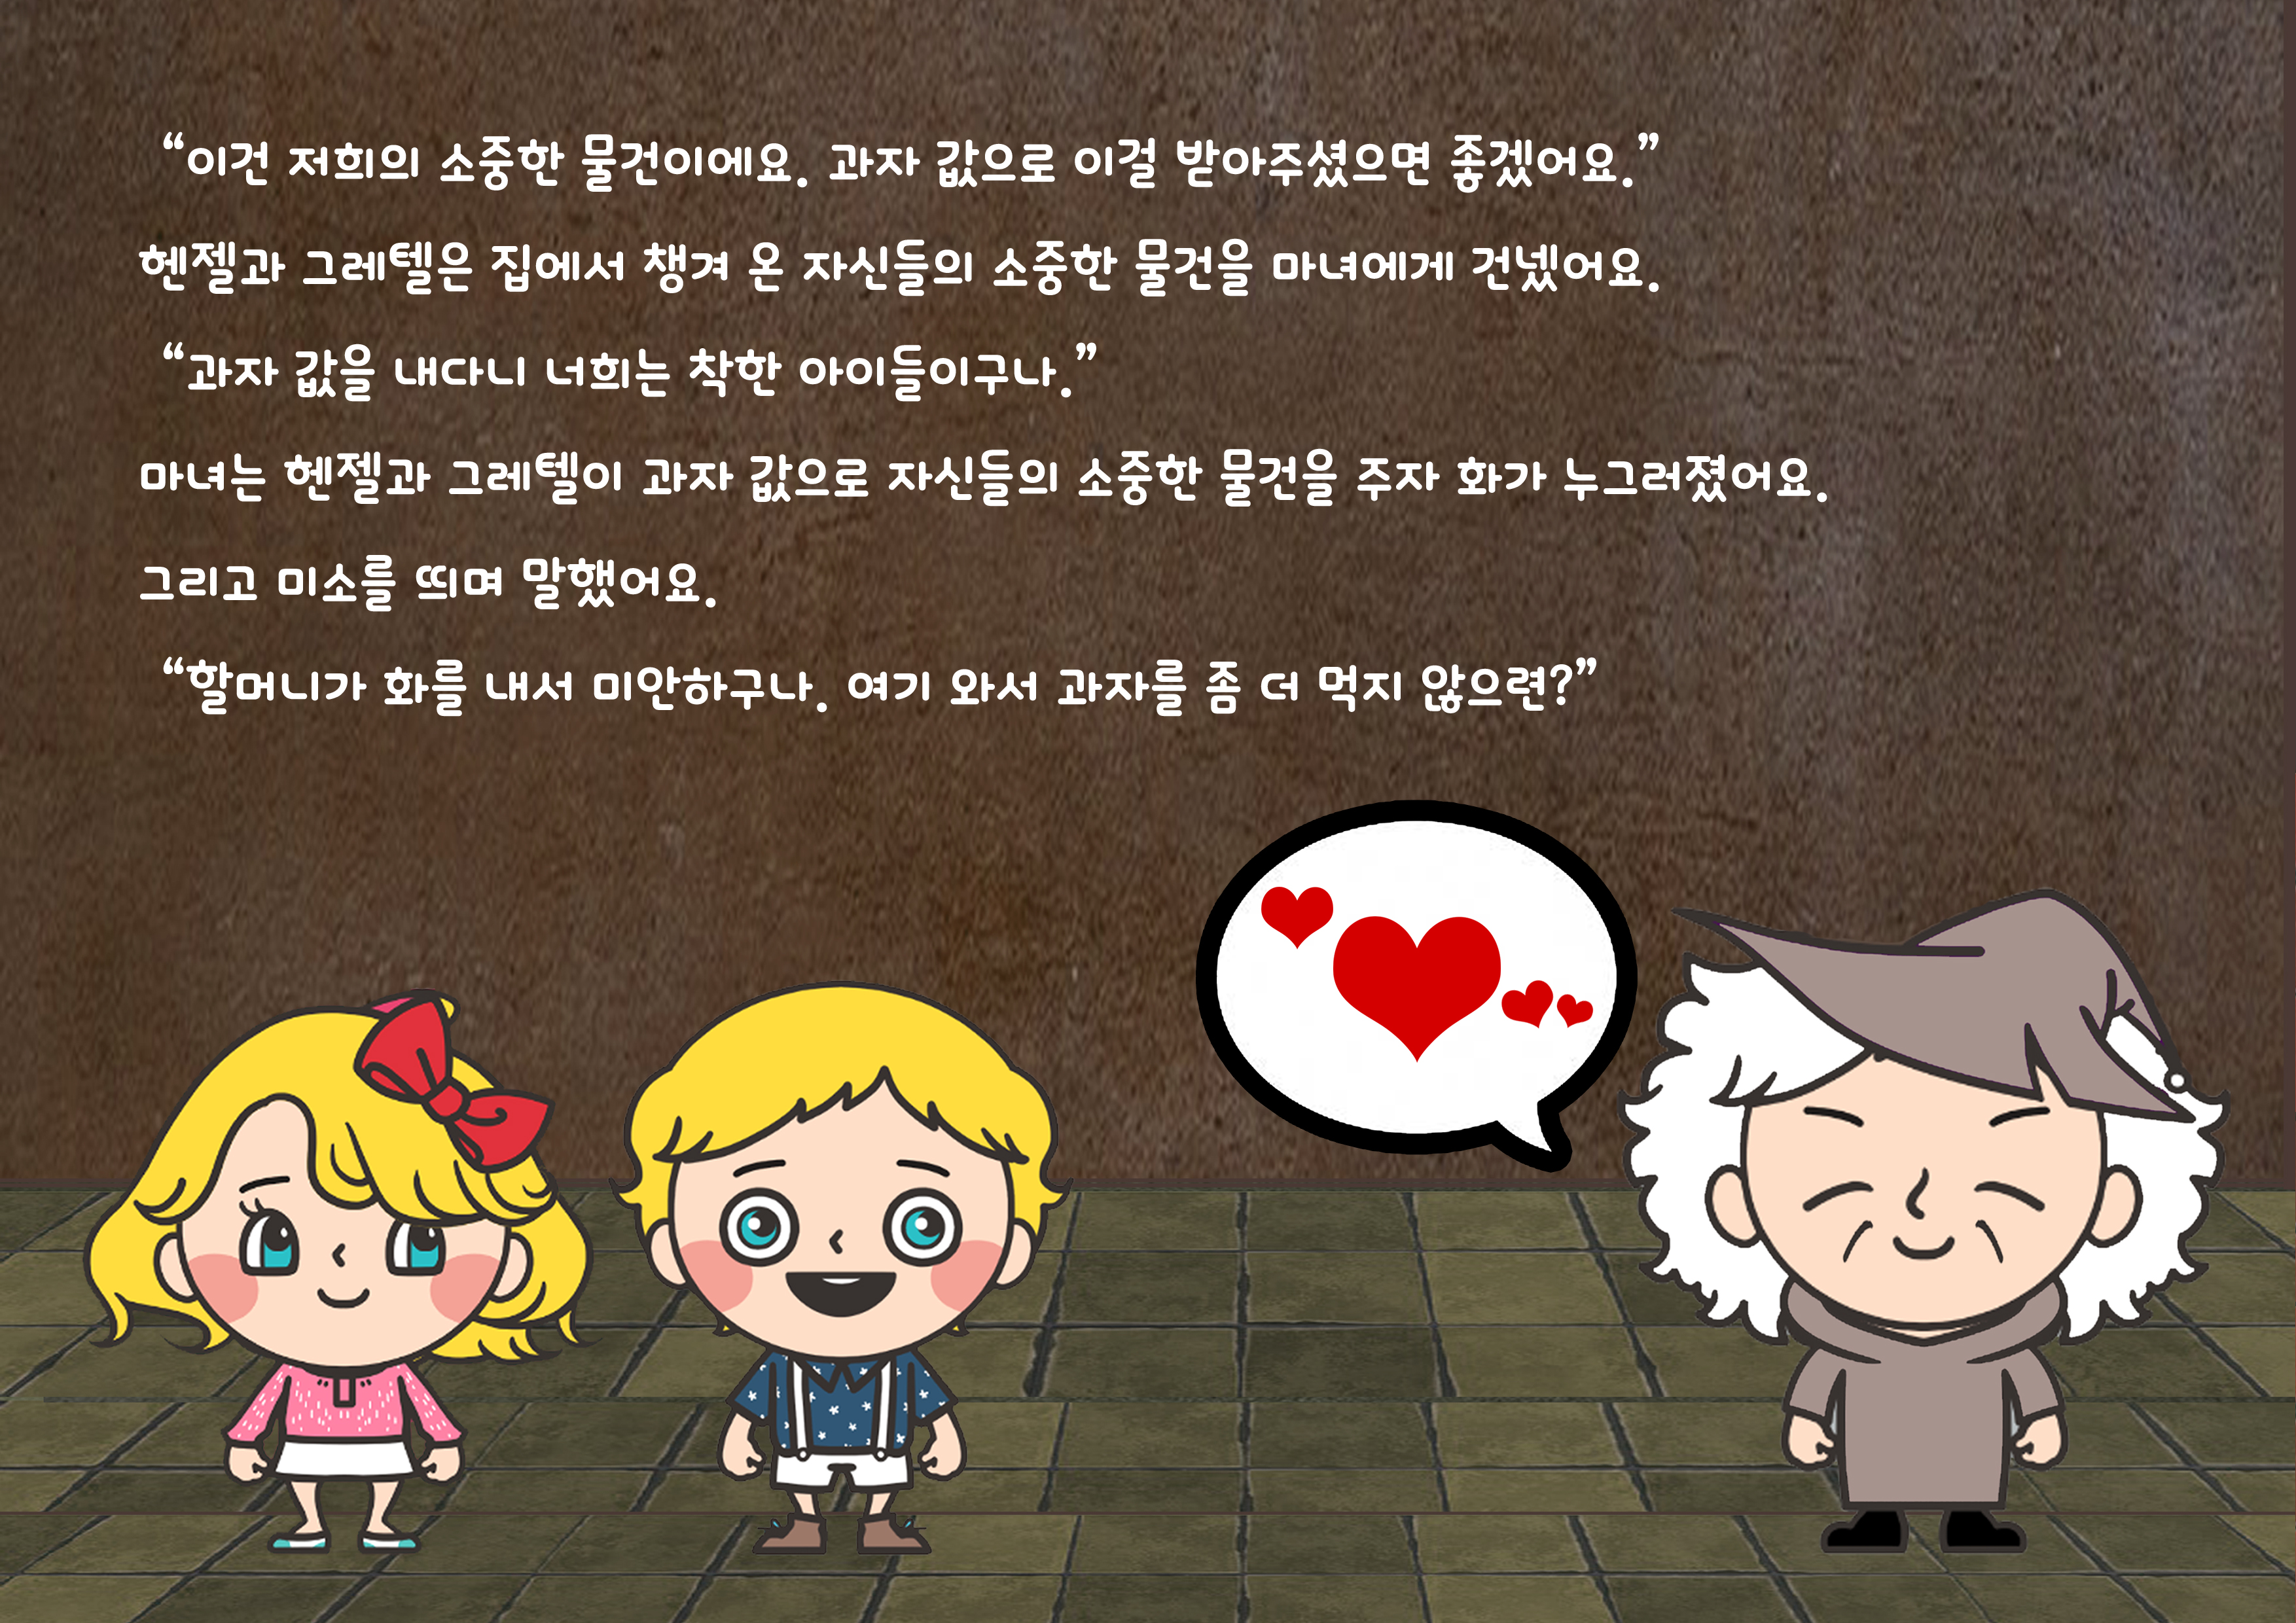 “이건 저희의 소중한 물건이에요. 과자 값으로 이걸 받아주셨으면 좋겠어요.”
헨젤과 그레텔은 집에서 챙겨 온 자신들의 소중한 물건을 마녀에게 건넸어요.
“과자 값을 내다니 너희는 착한 아이들이구나.”
마녀는 헨젤과 그레텔이 과자 값으로 자신들의 소중한 물건을 주자 화가 누그러졌어요.
그리고 미소를 띄며 말했어요.
“할머니가 화를 내서 미안하구나. 여기 와서 과자를 좀 더 먹지 않으련?”